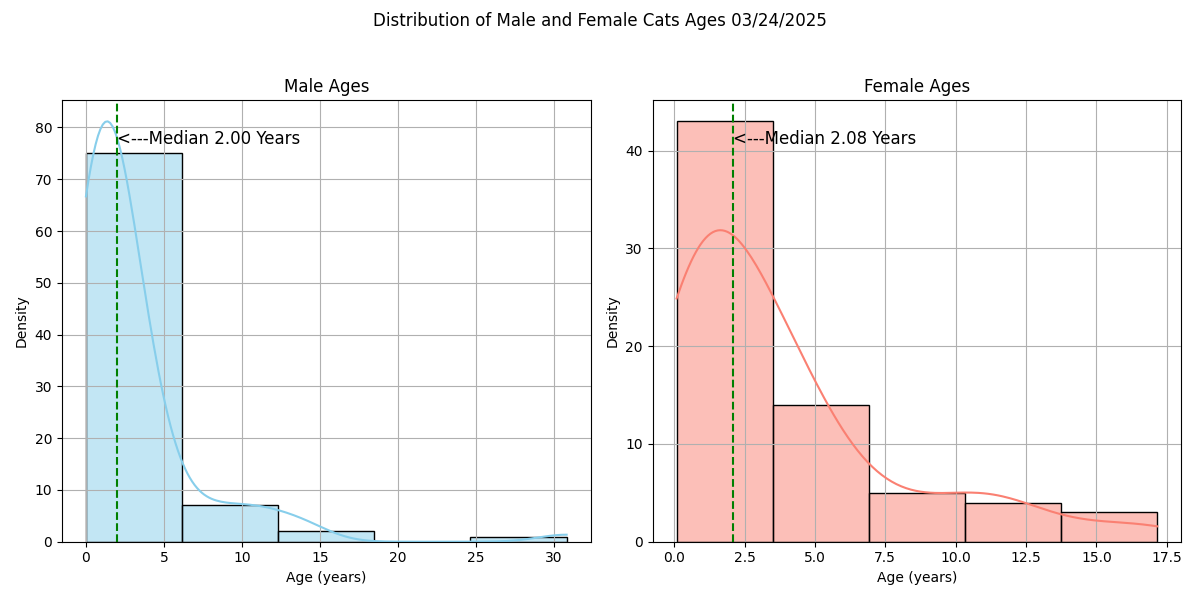 Distribution of Male and Female Cats Ages 03/24/2025
Male Ages
<---Median 2.00 Years
Density
80
70
60
50
40
30
20
10
0
0 5 10 15 20 25 30
Age (years)
Female Ages
<---Median 2.08 Years
Density
40
30
20
10
0
0.0 2.5 5.0 7.5 10.0 12.5 15.0 17.5
Age (years)